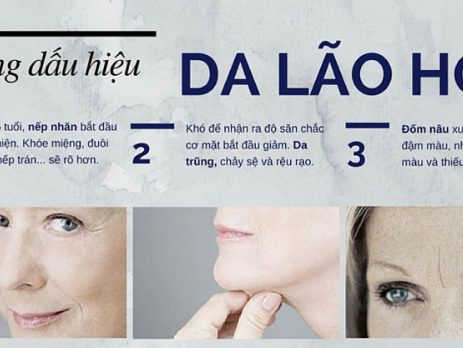 ng dấu hiệu
DA LÃO HO
tuổi, nếp nhăn bắt đầu
hiện. Khóe miệng, đuôi
nếp trán... sẽ rõ hơn.
2
Khó để nhận ra độ săn chắc
cơ mặt bắt đầu giảm. Da
trũng, chảy sệ và rệu rạo.
3
Đốm nâu xu
đậm màu, nh
màu và thiếu